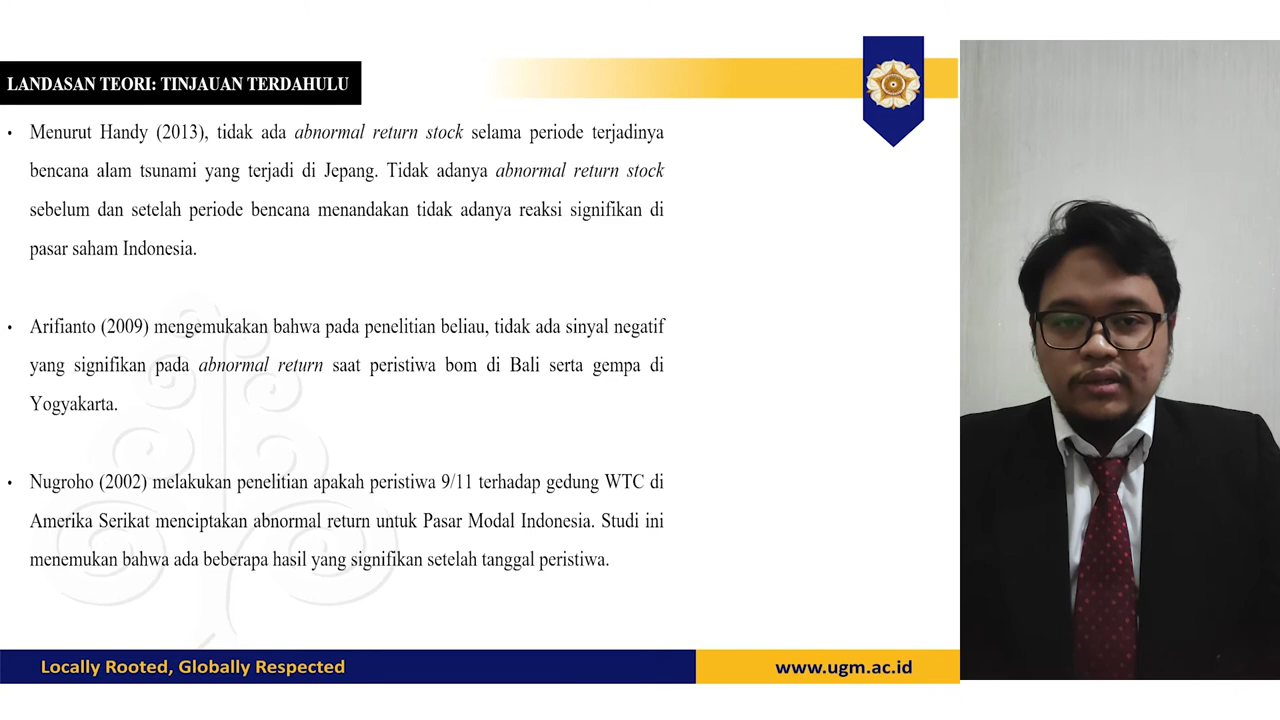 LANDASAN TEORI: TINJAUAN TERDAHULU
• Menurut Handy (2013), tidak ada abnormal return stock selama periode terjadinya
bencana alam tsunami yang terjadi di Jepang. Tidak adanya abnormal return stock
sebelum dan setelah periode bencana menandakan tidak adanya reaksi signifikan di
pasar saham Indonesia.
• Arifianto (2009) mengemukakan bahwa pada penelitian beliau, tidak ada sinyal negatif
yang signifikan pada abnormal return saat peristiwa bom di Bali serta gempa di
Yogyakarta.
• Nugroho (2002) melakukan penelitian apakah peristiwa 9/11 terhadap gedung WTC di
Amerika Serikat menciptakan abnormal return untuk Pasar Modal Indonesia. Studi ini
menemukan bahwa ada beberapa hasil yang signifikan setelah tanggal peristiwa.
Locally Rooted, Globally Respected
www.ugm.ac.id